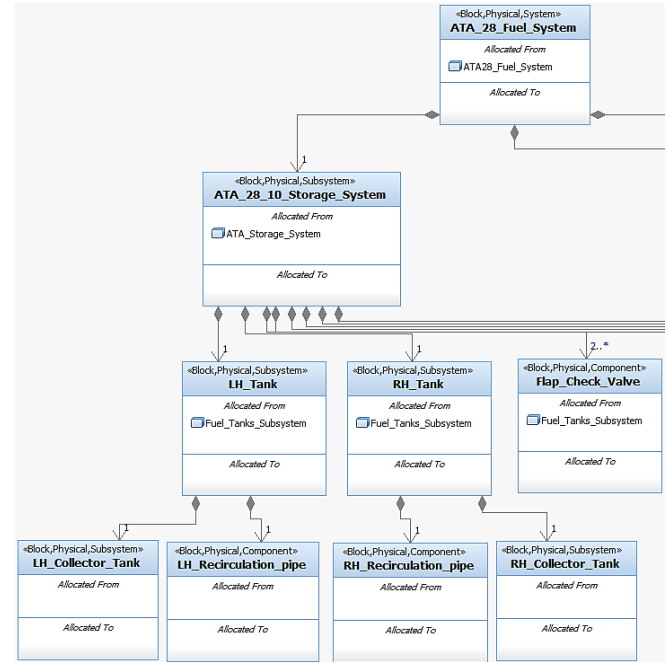 «Block,Physical,System»
ATA_28_Fuel_System
Allocated From
ATA28_Fuel_System
Allocated To
1
«Block,Physical,Subsystem»
ATA_28_10_Storage_System
Allocated From
ATA_Storage_System
Allocated To
1
1
2..*
«Block,Physical,Subsystem»
LH_Tank
Allocated From
Fuel_Tanks_Subsystem
Allocated To
«Block,Physical,Subsystem»
RH_Tank
Allocated From
Fuel_Tanks_Subsystem
Allocated To
«Block,Physical,Component»
Flap_Check_Valve
Allocated From
Fuel_Tanks_Subsystem
Allocated To
1
1
1
1
«Block,Physical,Subsystem»
LH_Collector_Tank
Allocated From
Allocated To
«Block,Physical,Component»
LH_Recirculation_pipe
Allocated From
Allocated To
«Block,Physical,Component»
RH_Recirculation_pipe
Allocated From
Allocated To
«Block,Physical,Subsystem»
RH_Collector_Tank
Allocated From
Allocated To